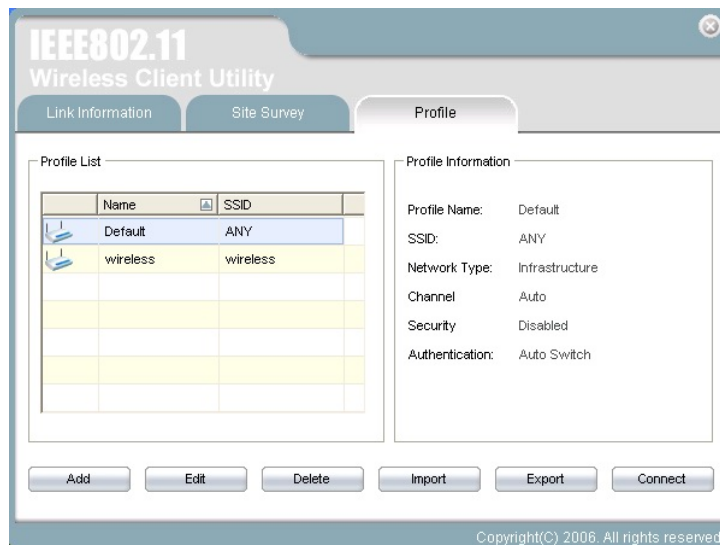 IEEE802.11
Wireless Client Utility
Link Information Site Survey Profile
Profile List
Name SSID
Default ANY
wireless wireless
Profile Information
Profile Name: Default
SSID: ANY
Network Type: Infrastructure
Channel Auto
Security Disabled
Authentication: Auto Switch
Add Edit Delete Import Export Connect
Copyright(C) 2006. All rights reserved